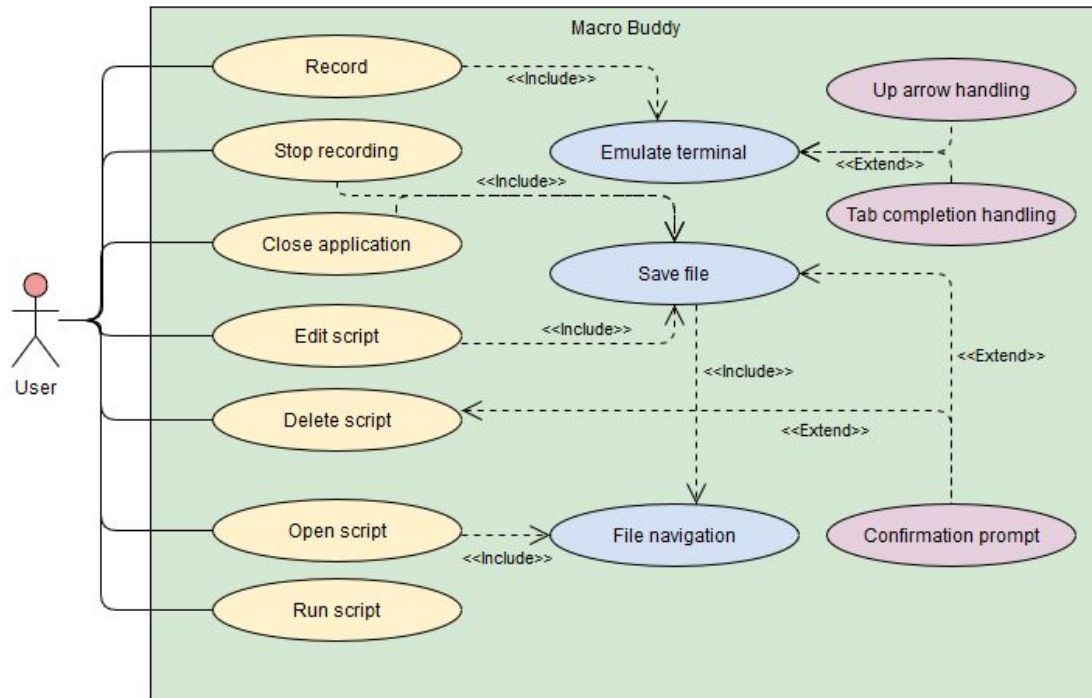 Macro Buddy
Record
<<Include>>
Up arrow handling
Stop recording
Emulate terminal
<<Extend>>
<<Include>>
Tab completion handling
Close application
Save file
Edit script
<<Include>>
<<Extend>>
<<Include>>
User
Delete script
<<Extend>>
Open script
File navigation
Confirmation prompt
<<Include>>
Run script